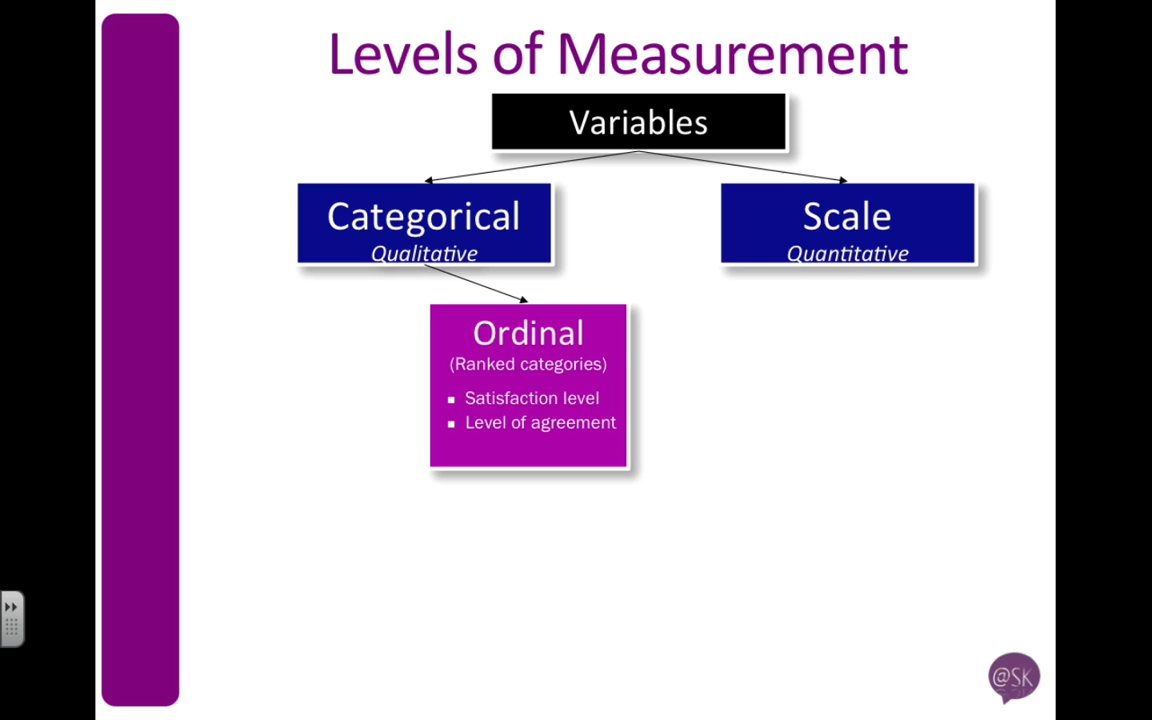 Levels of Measurement
Variables
Categorical
Qualitative
Scale
Quantitative
Ordinal
(Ranked categories)
▪ Satisfaction level
▪ Level of agreement
@SK